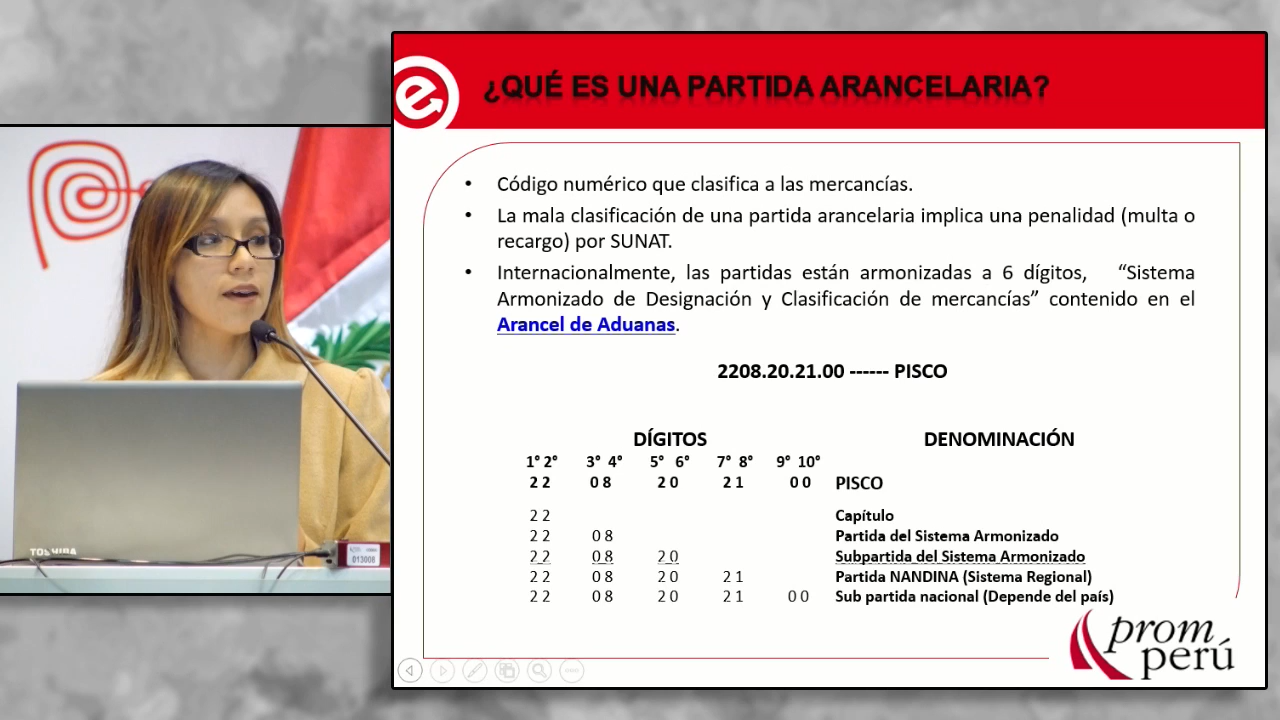 ¿QUÉ ES UNA PARTIDA ARANCELARIA?
• Código numérico que clasifica a las mercancías.
• La mala clasificación de una partida arancelaria implica una penalidad (multa o
recargo) por SUNAT.
• Internacionalmente, las partidas están armonizadas a 6 dígitos, “Sistema
Armonizado de Designación y Clasificación de mercancías” contenido en el
Arancel de Aduanas.
2208.20.21.00 ------ PISCO
DÍGITOS DENOMINACIÓN
1° 2° 3° 4° 5° 6° 7° 8° 9° 10°
2 2 0 8 2 0 2 1 0 0 PISCO
2 2 Capítulo
2 2 0 8 Partida del Sistema Armonizado
2 2 0 8 2 0 Subpartida del Sistema Armonizado
2 2 0 8 2 0 2 1 Partida NANDINA (Sistema Regional)
2 2 0 8 2 0 2 1 0 0 Sub partida nacional (Depende del país)
prom
perú
TOSHIBA
013006